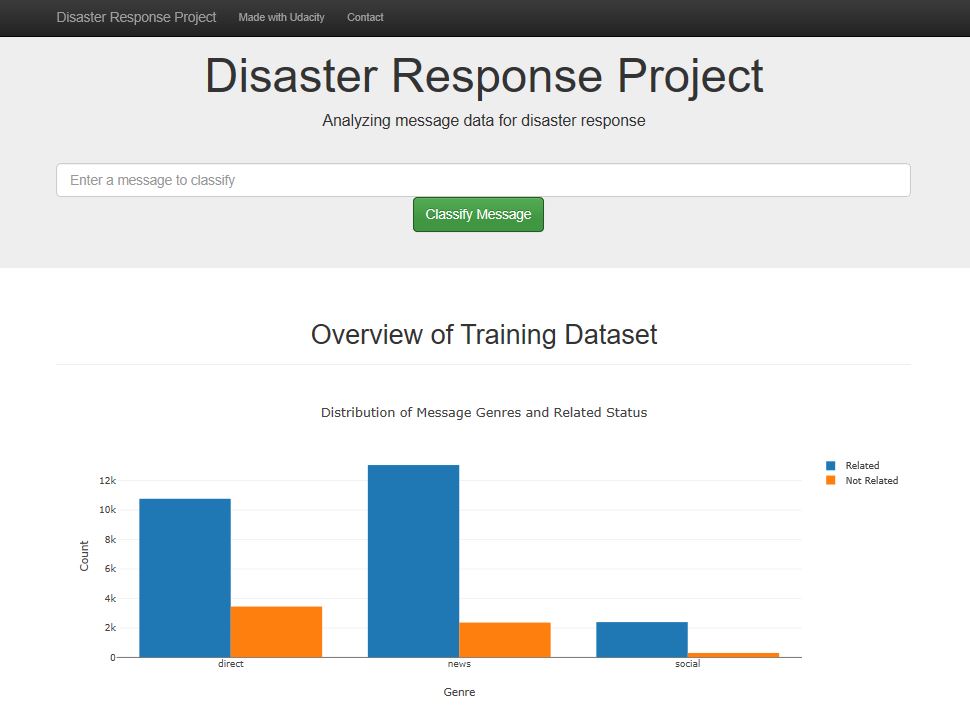 Disaster Response Project Made with Udacity Contact
Disaster Response Project
Analyzing message data for disaster response
Enter a message to classify
Classify Message
Overview of Training Dataset
Distribution of Message Genres and Related Status
Related
Not Related
12k
10k
8k
6k
4k
2k
0
Count
direct news social
Genre